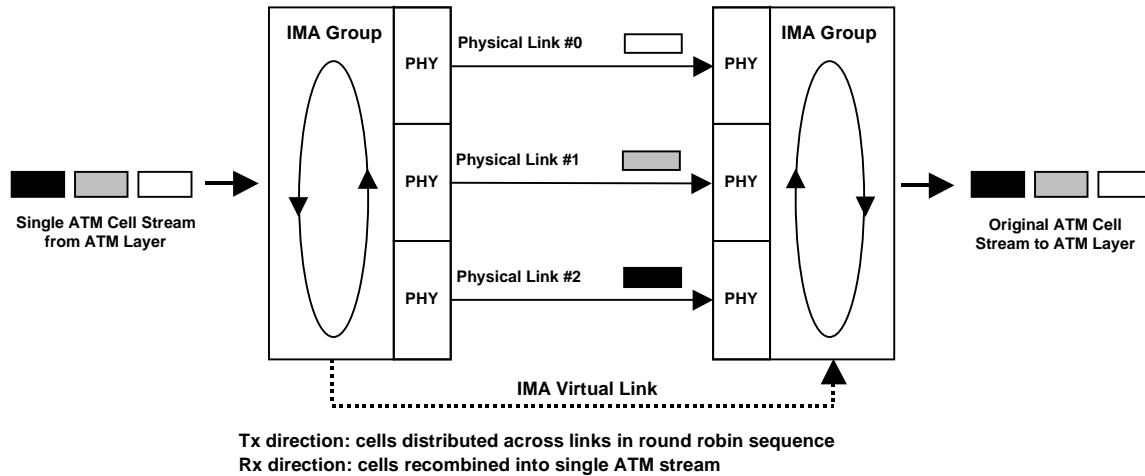 IMA Group
IMA Group
Physical Link #0
PHY
PHY
Physical Link #1
PHY
PHY
Single ATM Cell Stream
from ATM Layer
Original ATM Cell
Stream to ATM Layer
Physical Link #2
PHY
PHY
IMA Virtual Link
Tx direction: cells distributed across links in round robin sequence
Rx direction: cells recombined into single ATM stream